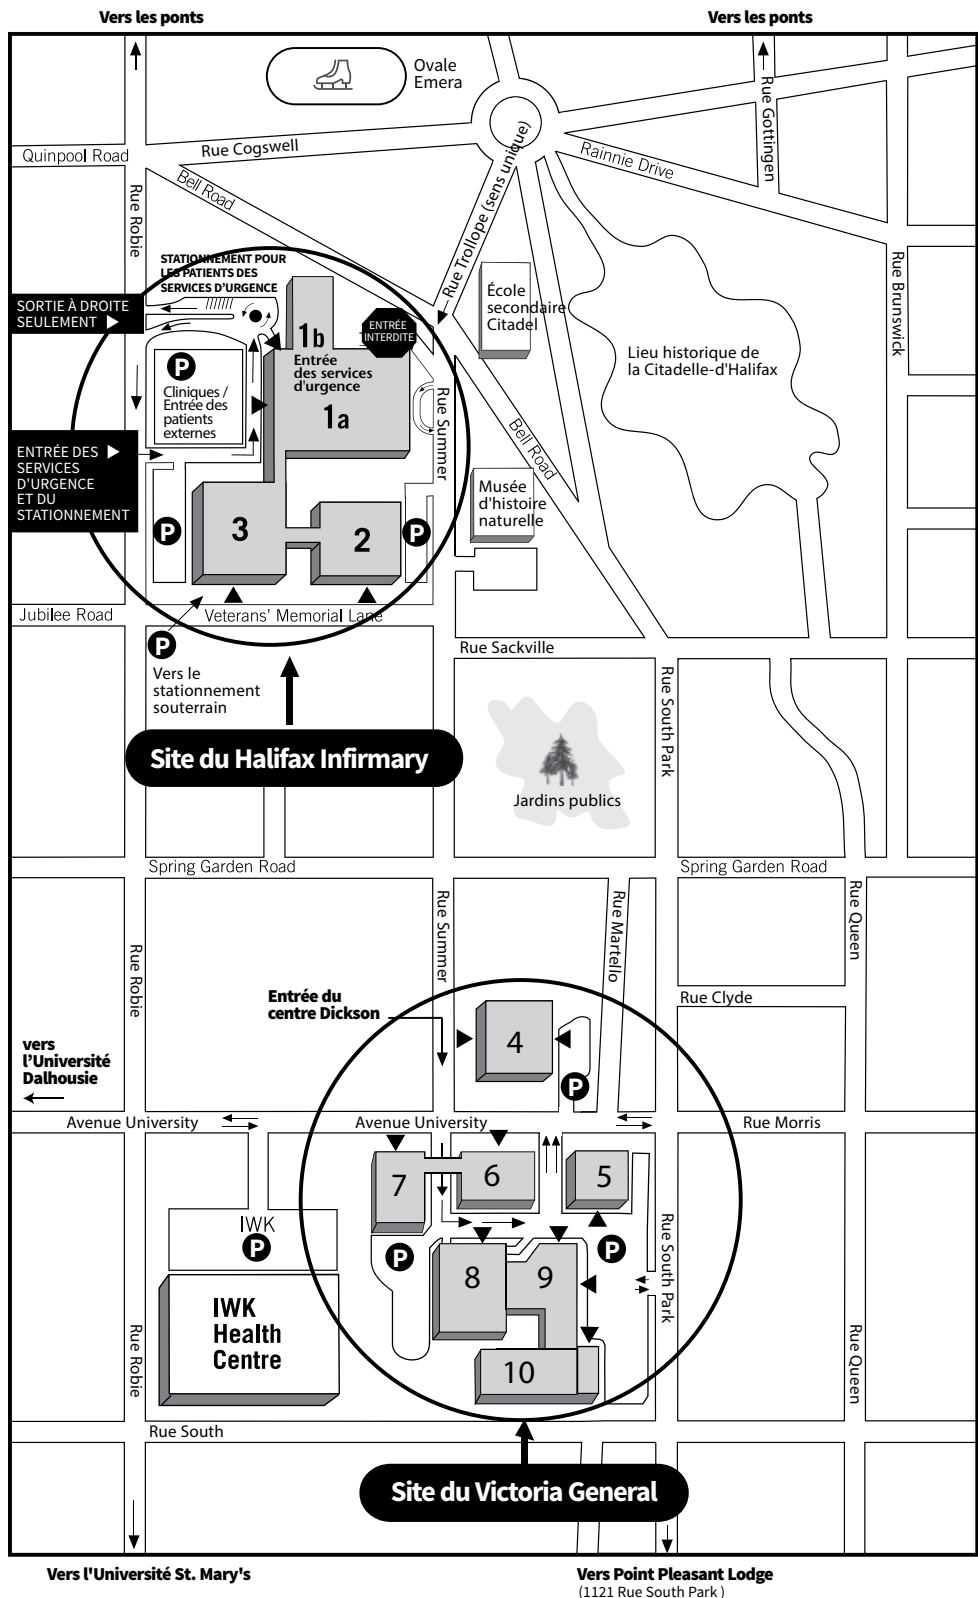 Vers les ponts
Vers les ponts
Ovale
Emera
Rue Gottingen
Quinpool Road
Rue Cogswell
Rainnie Drive
Bell Road
Rue Trollope (sens unique)
Rue Robie
STATIONNEMENT POUR
LES PATIENTS DES
SERVICES D'URGENCE
École
secondaire
Citadel
Rue Brunswick
SORTIE À DROITE
SEULEMENT
ENTRÉE
INTERDITE
1b
Entrée
des services
d'urgence
1a
Lieu historique de
la Citadelle-d'Halifax
P
Cliniques /
Entrée des
patients
externes
Rue Summer
Bell Road
ENTRÉE DES
SERVICES
D'URGENCE
ET DU
STATIONNEMENT
Musée
d'histoire
naturelle
P
3
2
P
Jubilee Road
Veterans' Memorial Lane
P
Vers le
stationnement
souterrain
Rue Sackville
Rue South Park
Site du Halifax Infirmary
Jardins publics
Spring Garden Road
Spring Garden Road
Rue Robie
Rue Summer
Rue Martello
Rue Queen
Entrée du
centre Dickson
Rue Clyde
4
vers
l'Université
Dalhousie
P
Avenue University
Avenue University
Rue Morris
7
6
5
IWK
P
P
P
Rue South Park
8
9
IWK
Health
Centre
Rue Robie
Rue Queen
10
Rue South
Site du Victoria General
Vers l'Université St. Mary's
Vers Point Pleasant Lodge
(1121 Rue South Park )